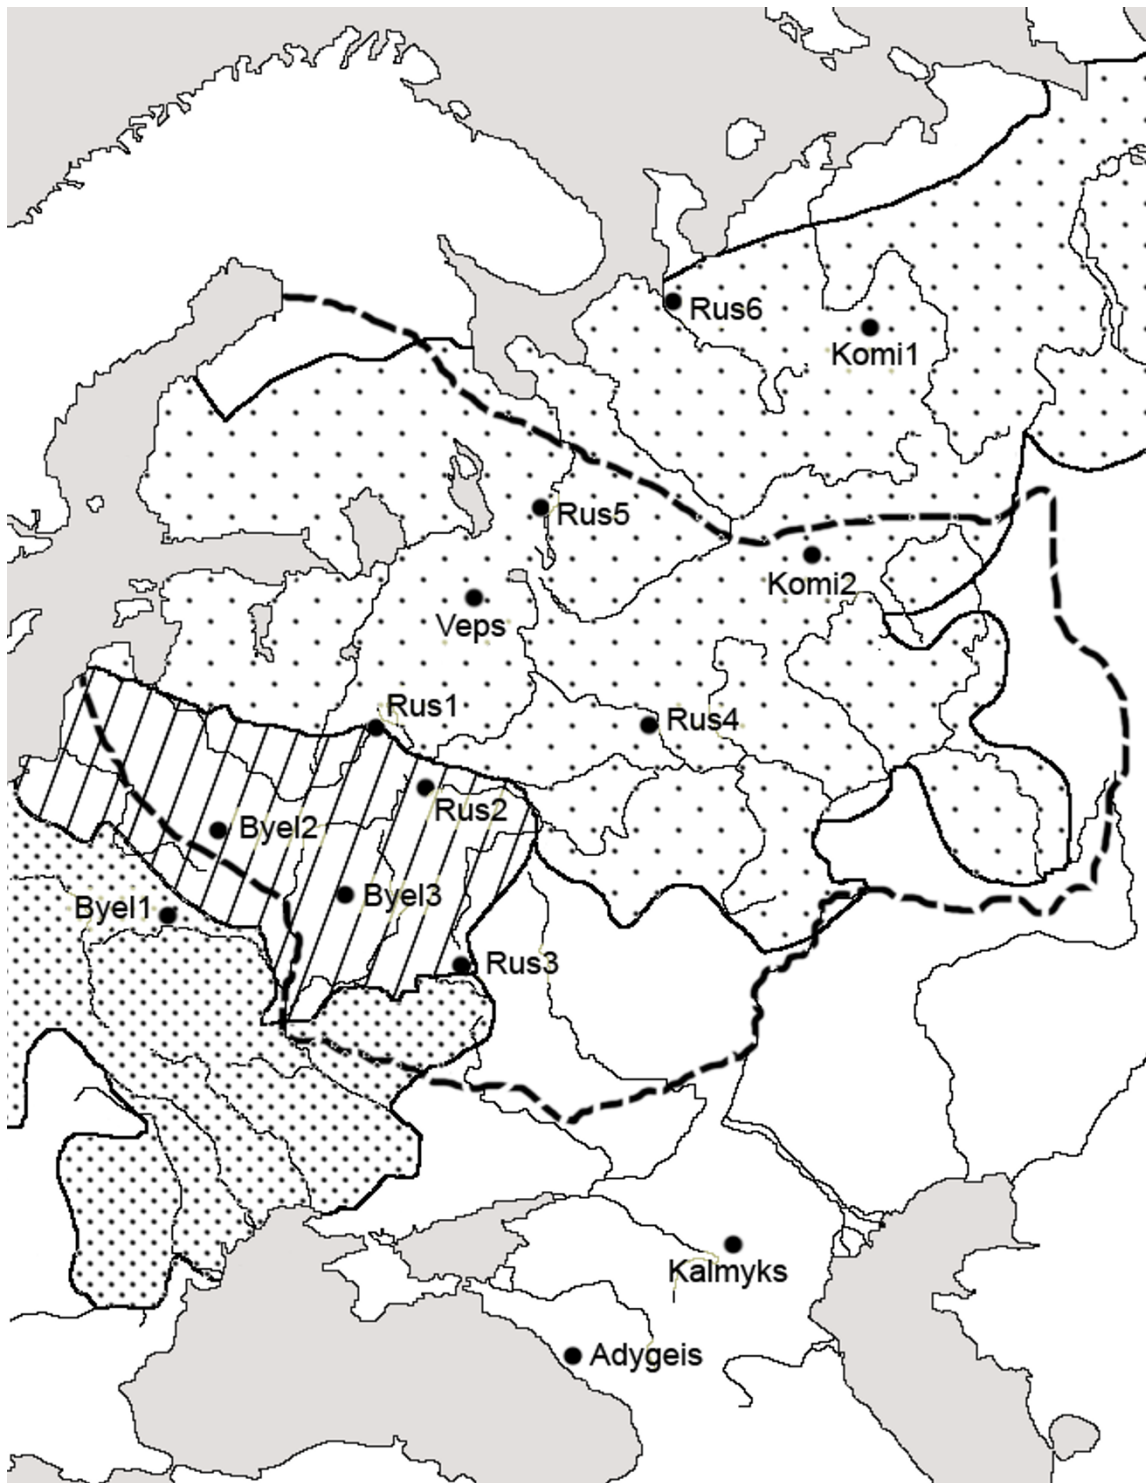 Rus6
Komi1
Rus5
Komi2
Veps
Rus1
Rus4
Rus2
Byel2
Byel3
Byel1
Rus3
Kalmyks
Adygeis